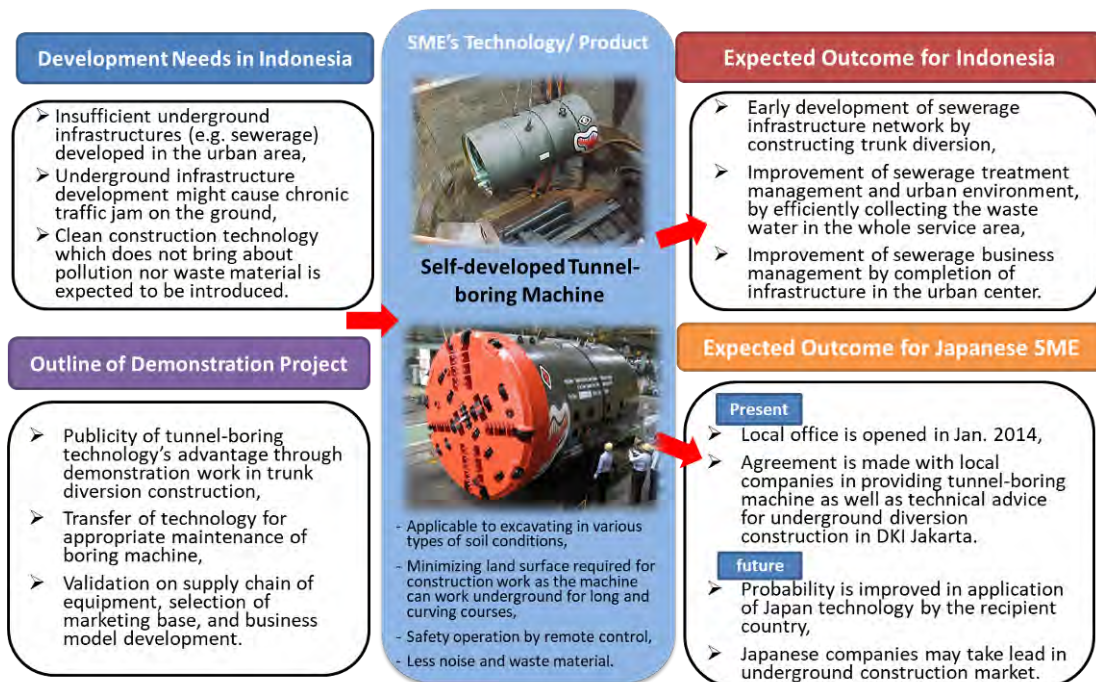 Development Needs in Indonesia
➢ Insufficient underground
infrastructures (e.g. sewerage)
developed in the urban area,
➢ Underground infrastructure
development might cause chronic
traffic jam on the ground,
➢ Clean construction technology
which does not bring about
pollution nor waste material is
expected to be introduced.
Outline of Demonstration Project
➢ Publicity of tunnel-boring
technology's advantage through
demonstration work in trunk
diversion construction,
➢ Transfer of technology for
appropriate maintenance of
boring machine,
➢ Validation on supply chain of
equipment, selection of
marketing base, and business
model development.
SME's Technology/ Product
Self-developed Tunnel-
boring Machine
- Applicable to excavating in various
types of soil conditions,
- Minimizing land surface required for
construction work as the machine
can work underground for long and
curving courses,
- Safety operation by remote control,
- Less noise and waste material.
Expected Outcome for Indonesia
➢ Early development of sewerage
infrastructure network by
constructing trunk diversion,
➢ Improvement of sewerage treatment
management and urban environment,
by efficiently collecting the waste
water in the whole service area,
➢ Improvement of sewerage business
management by completion of
infrastructure in the urban center.
Expected Outcome for Japanese SME
Present
➢ Local office is opened in Jan. 2014,
➢ Agreement is made with local
companies in providing tunnel-boring
machine as well as technical advice
for underground diversion
construction in DKI Jakarta.
future
➢ Probability is improved in application
of Japan technology by the recipient
country,
➢ Japanese companies may take lead in
underground construction market.